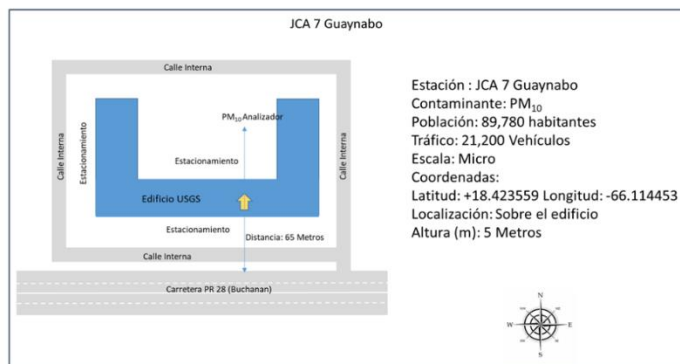 JCA 7 Guaynabo
Calle Interna
Calle Interna
Estacionamiento
PM10 Analizador
Estacionamiento
Calle Interna
Edificio USGS
Estacionamiento
Distancia: 65 Metros
Calle Interna
Carretera PR 28 (Buchanan)
Estación : JCA 7 Guaynabo
Contaminante: PM10
Población: 89,780 habitantes
Tráfico: 21,200 Vehículos
Escala: Micro
Coordenadas:
Latitud: +18.423559 Longitud: -66.114453
Localización: Sobre el edificio
Altura (m): 5 Metros
N
W
E
S